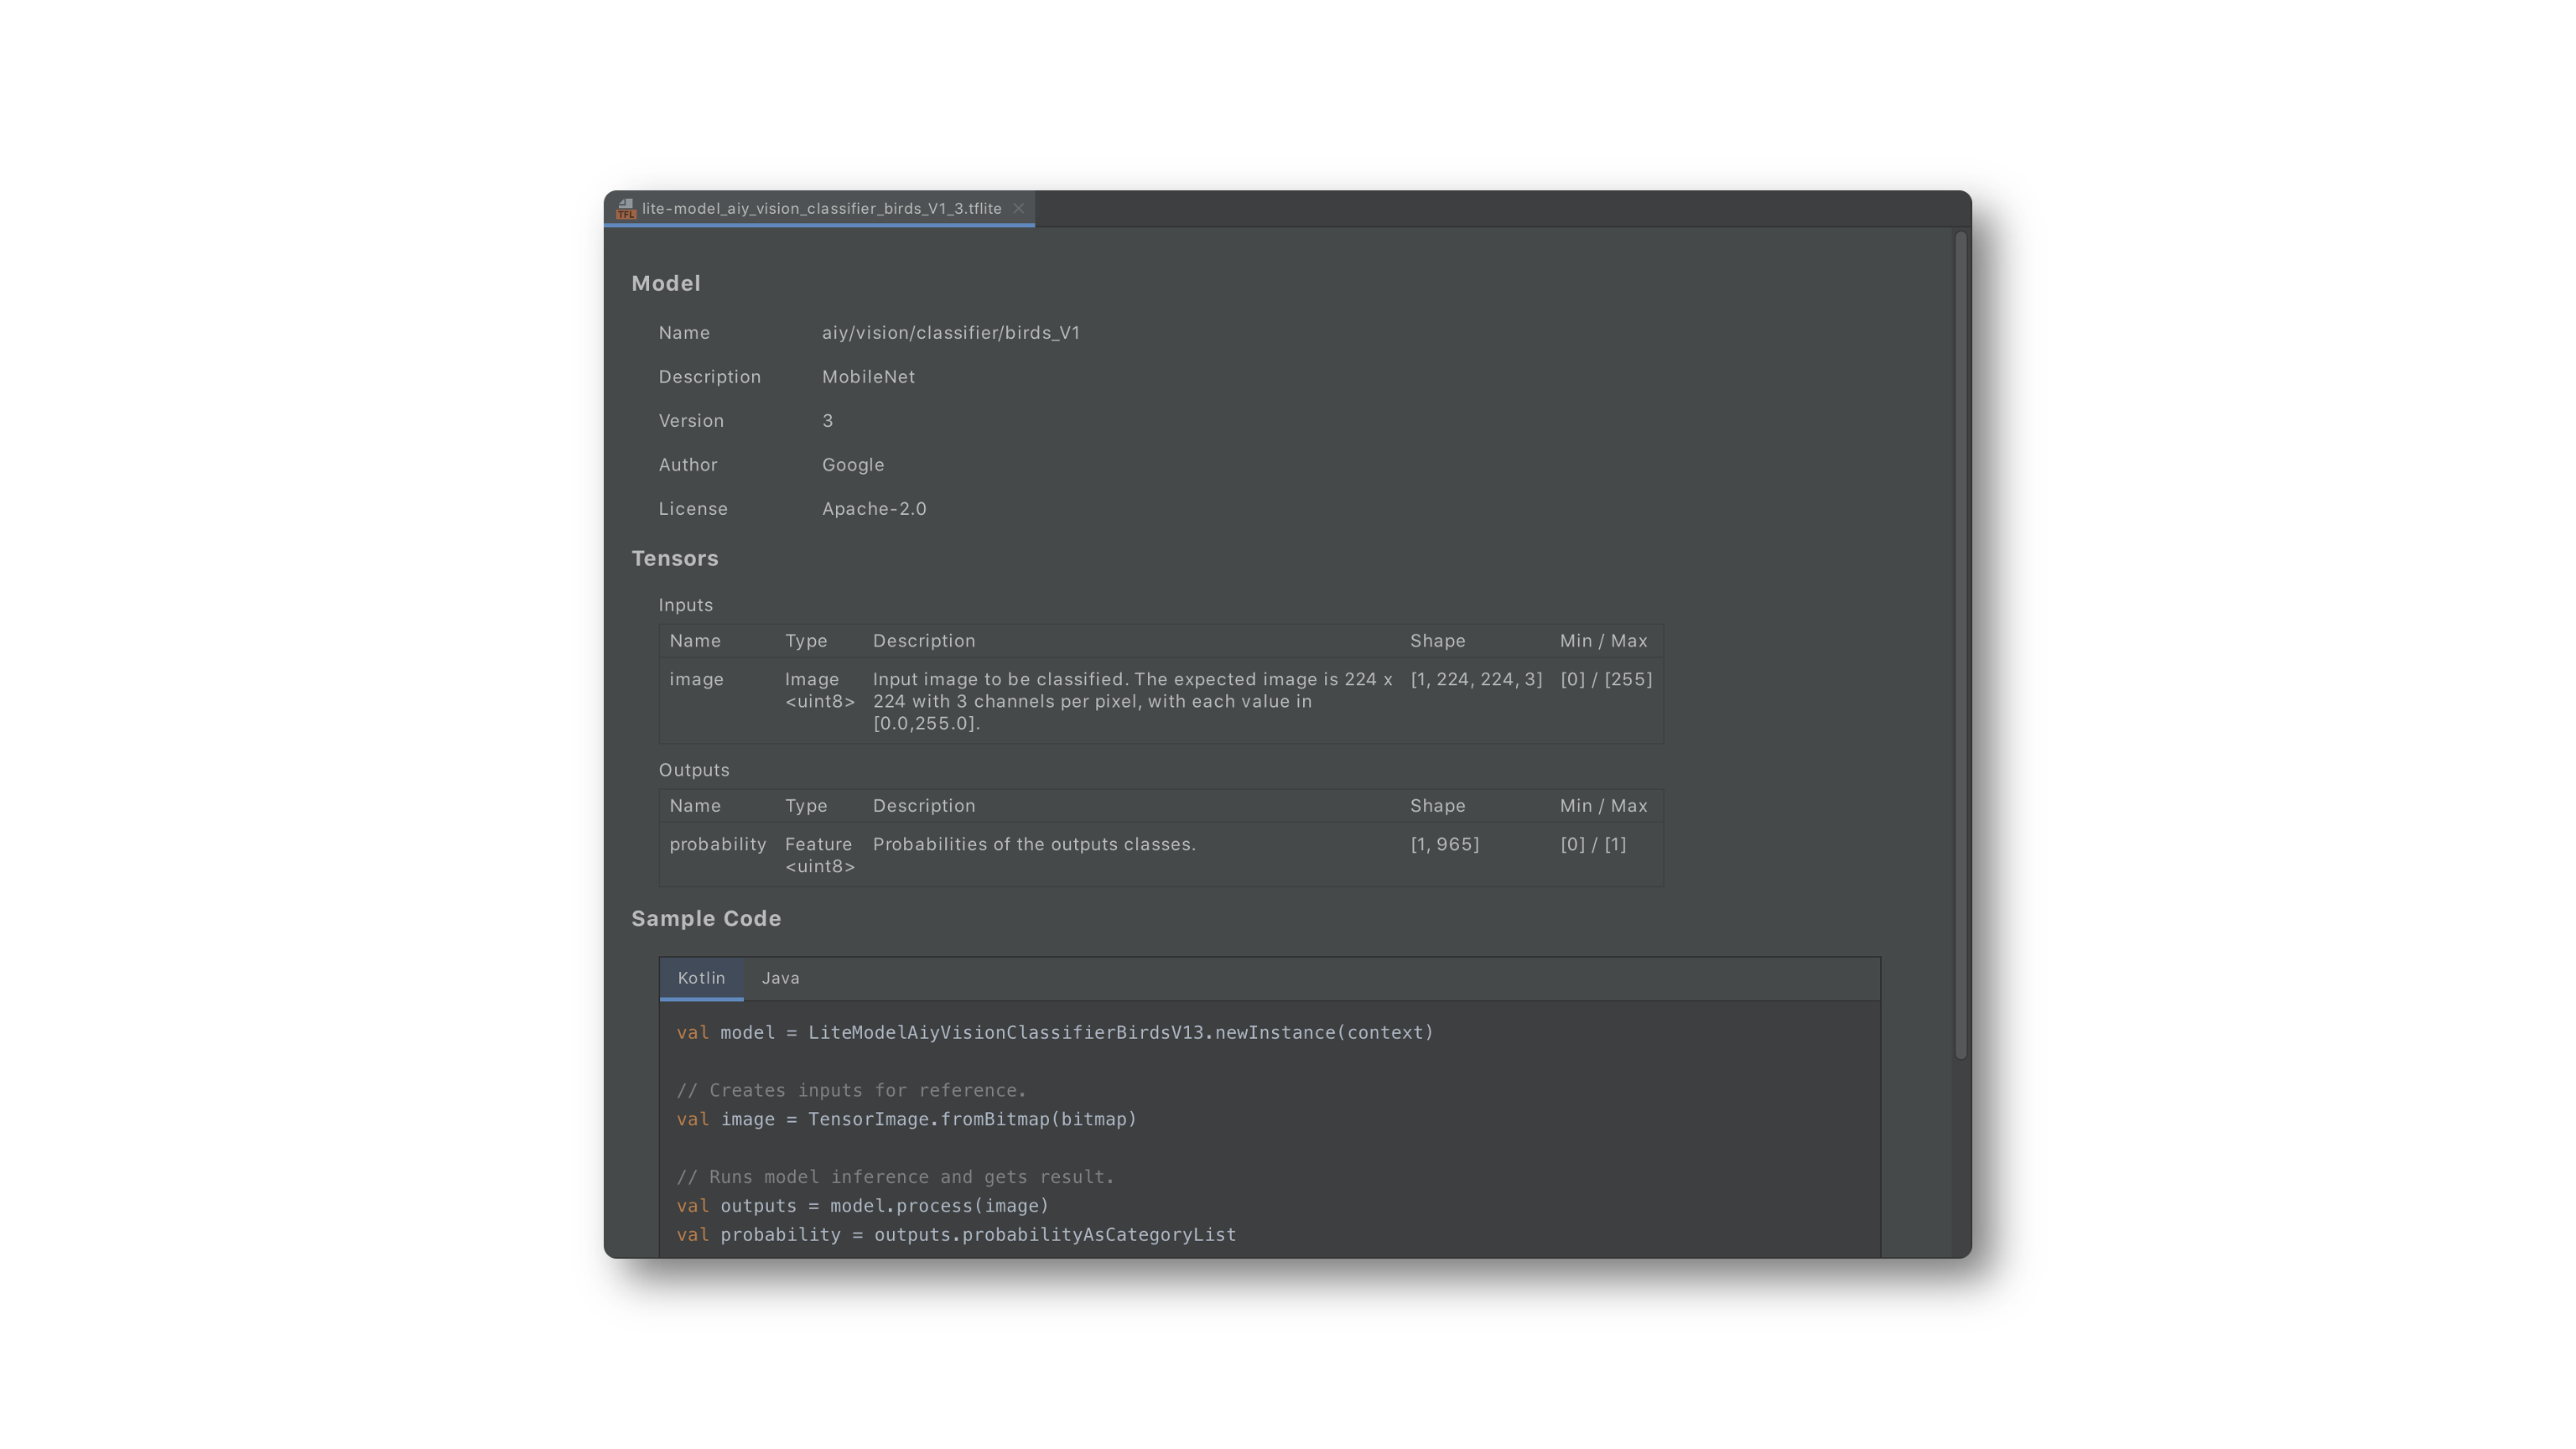 TFL lite-model_aiy_vision_classifier_birds_V1_3.tflite
Model
Name aiy/vision/classifier/birds_V1
Description MobileNet
Version 3
Author Google
License Apache-2.0
Tensors
Inputs
Name Type Description Shape Min / Max
image Image Input image to be classified. The expected image is 224 x [1, 224, 224, 3] [0] / [255]
<uint8> 224 with 3 channels per pixel, with each value in
[0.0,255.0].
Outputs
Name Type Description Shape Min / Max
probability Feature Probabilities of the outputs classes. [1, 965] [0] / [1]
<uint8>
Sample Code
Kotlin Java
val model = LiteModelAiyVisionClassifierBirdsV13.newInstance(context)
// Creates inputs for reference.
val image = TensorImage.fromBitmap(bitmap)
// Runs model inference and gets result.
val outputs = model.process(image)
val probability = outputs.probabilityAsCategoryList